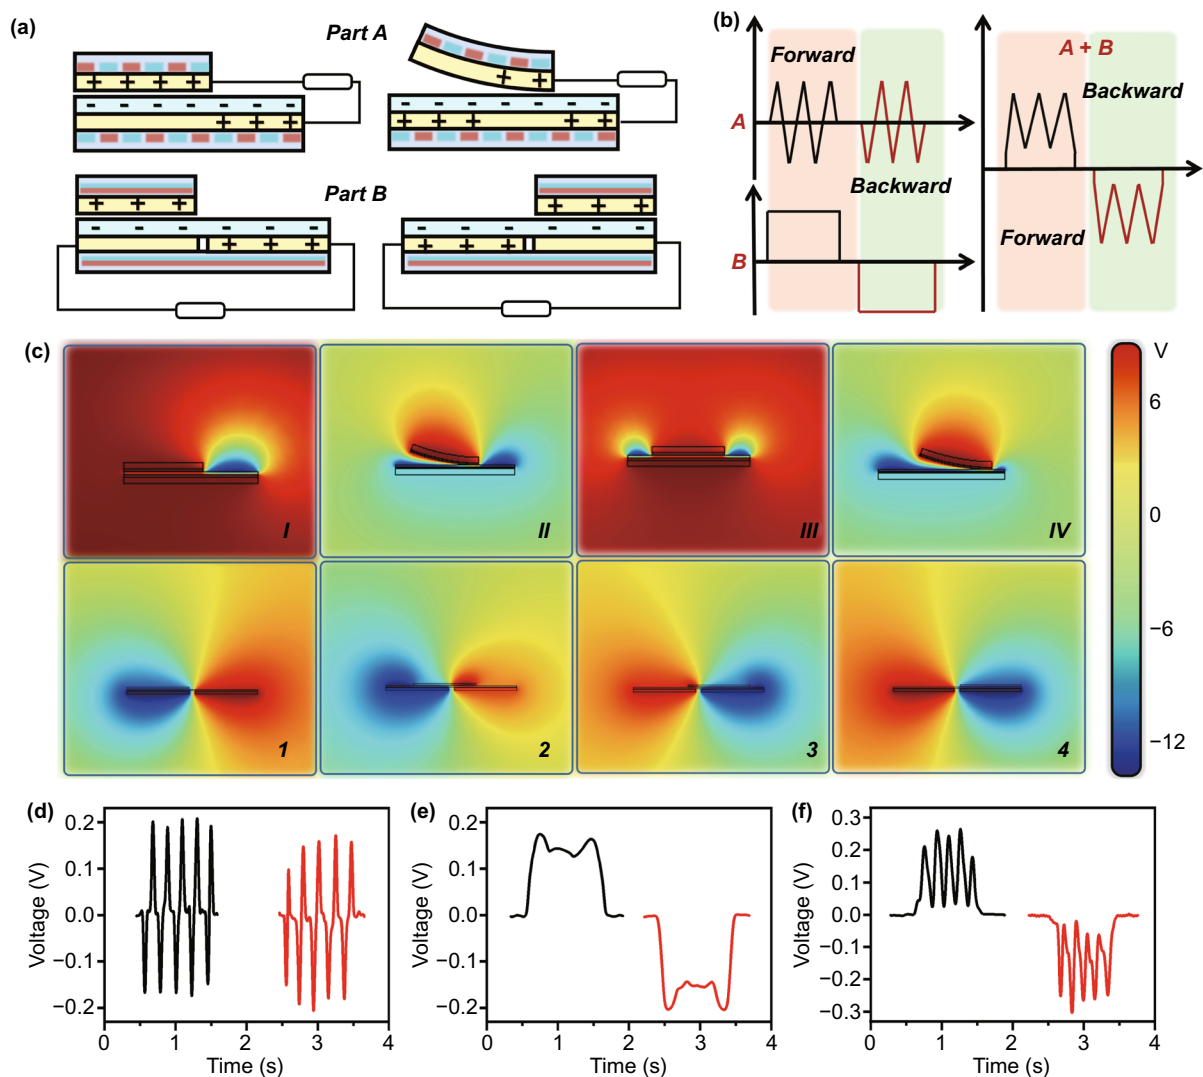 (a)
Part A
+ + + +
- - - - - - - -
+ + +
+ +
- - - - - - - -
+ + + + + +
Part B
+ + +
- - - - - -
+ + +
+ + +
- - - - - -
+ + +
(b)
Forward
A
Backward
B
A + B
Backward
Forward
(c)
I
II
III
IV
1
2
3
4
V
6
0
−6
−12
(d)
Voltage (V)
0.2
0.1
0.0
−0.1
−0.2
0 1 2 3 4
Time (s)
(e)
Voltage (V)
0.2
0.1
0.0
−0.1
−0.2
0 1 2 3 4
Time (s)
(f)
Voltage (V)
0.3
0.2
0.1
0.0
−0.1
−0.2
−0.3
0 1 2 3 4
Time (s)